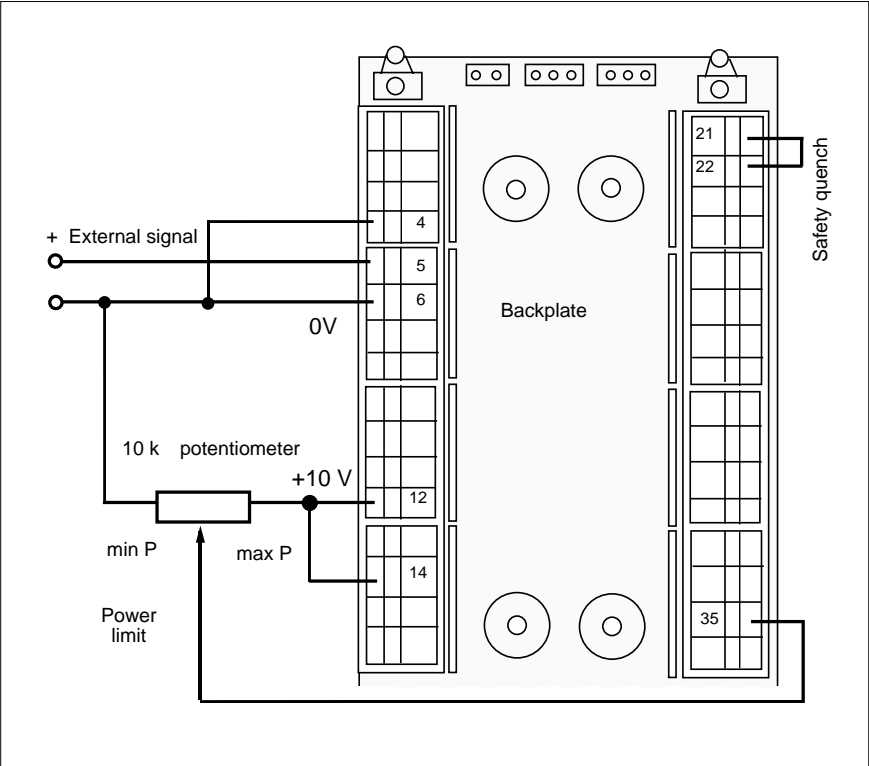 21
22
Safety quench
4
+ External signal
5
6
0V
Backplate
10 k potentiometer
+10 V
12
min P
max P
14
Power
limit
35